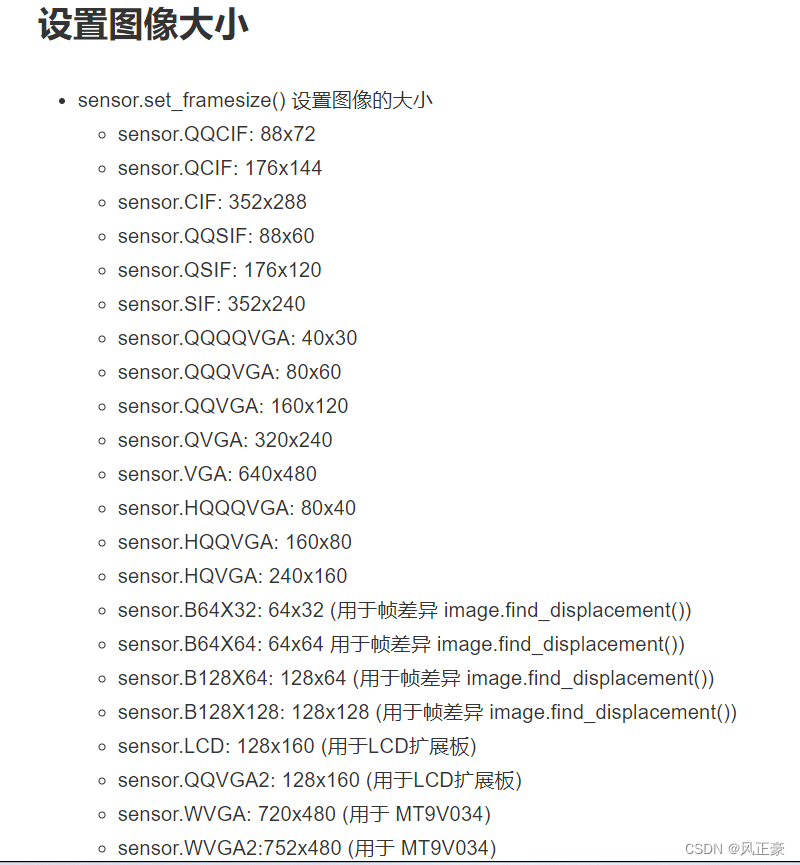 设置图像大小
sensor.set_framesize() 设置图像的大小
sensor.QQCIF: 88x72
sensor.QCIF: 176x144
sensor.CIF: 352x288
sensor.QQSIF: 88x60
sensor.QSIF: 176x120
sensor.SIF: 352x240
sensor.QQQQVGA: 40x30
sensor.QQQVGA: 80x60
sensor.QQVGA: 160x120
sensor.QVGA: 320x240
sensor.VGA: 640x480
sensor.HQQQVGA: 80x40
sensor.HQQVGA: 160x80
sensor.HQVGA: 240x160
sensor.B64X32: 64x32 (用于帧差异 image.find_displacement())
sensor.B64X64: 64x64 用于帧差异 image.find_displacement())
sensor.B128X64: 128x64 (用于帧差异 image.find_displacement())
sensor.B128X128: 128x128 (用于帧差异 image.find_displacement())
sensor.LCD: 128x160 (用于LCD扩展板)
sensor.QQVGA2: 128x160 (用于LCD扩展板)
sensor.WVGA: 720x480 (用于 MT9V034)
sensor.WVGA2:752x480 (用于 MT9V034)
CSDN @风正豪